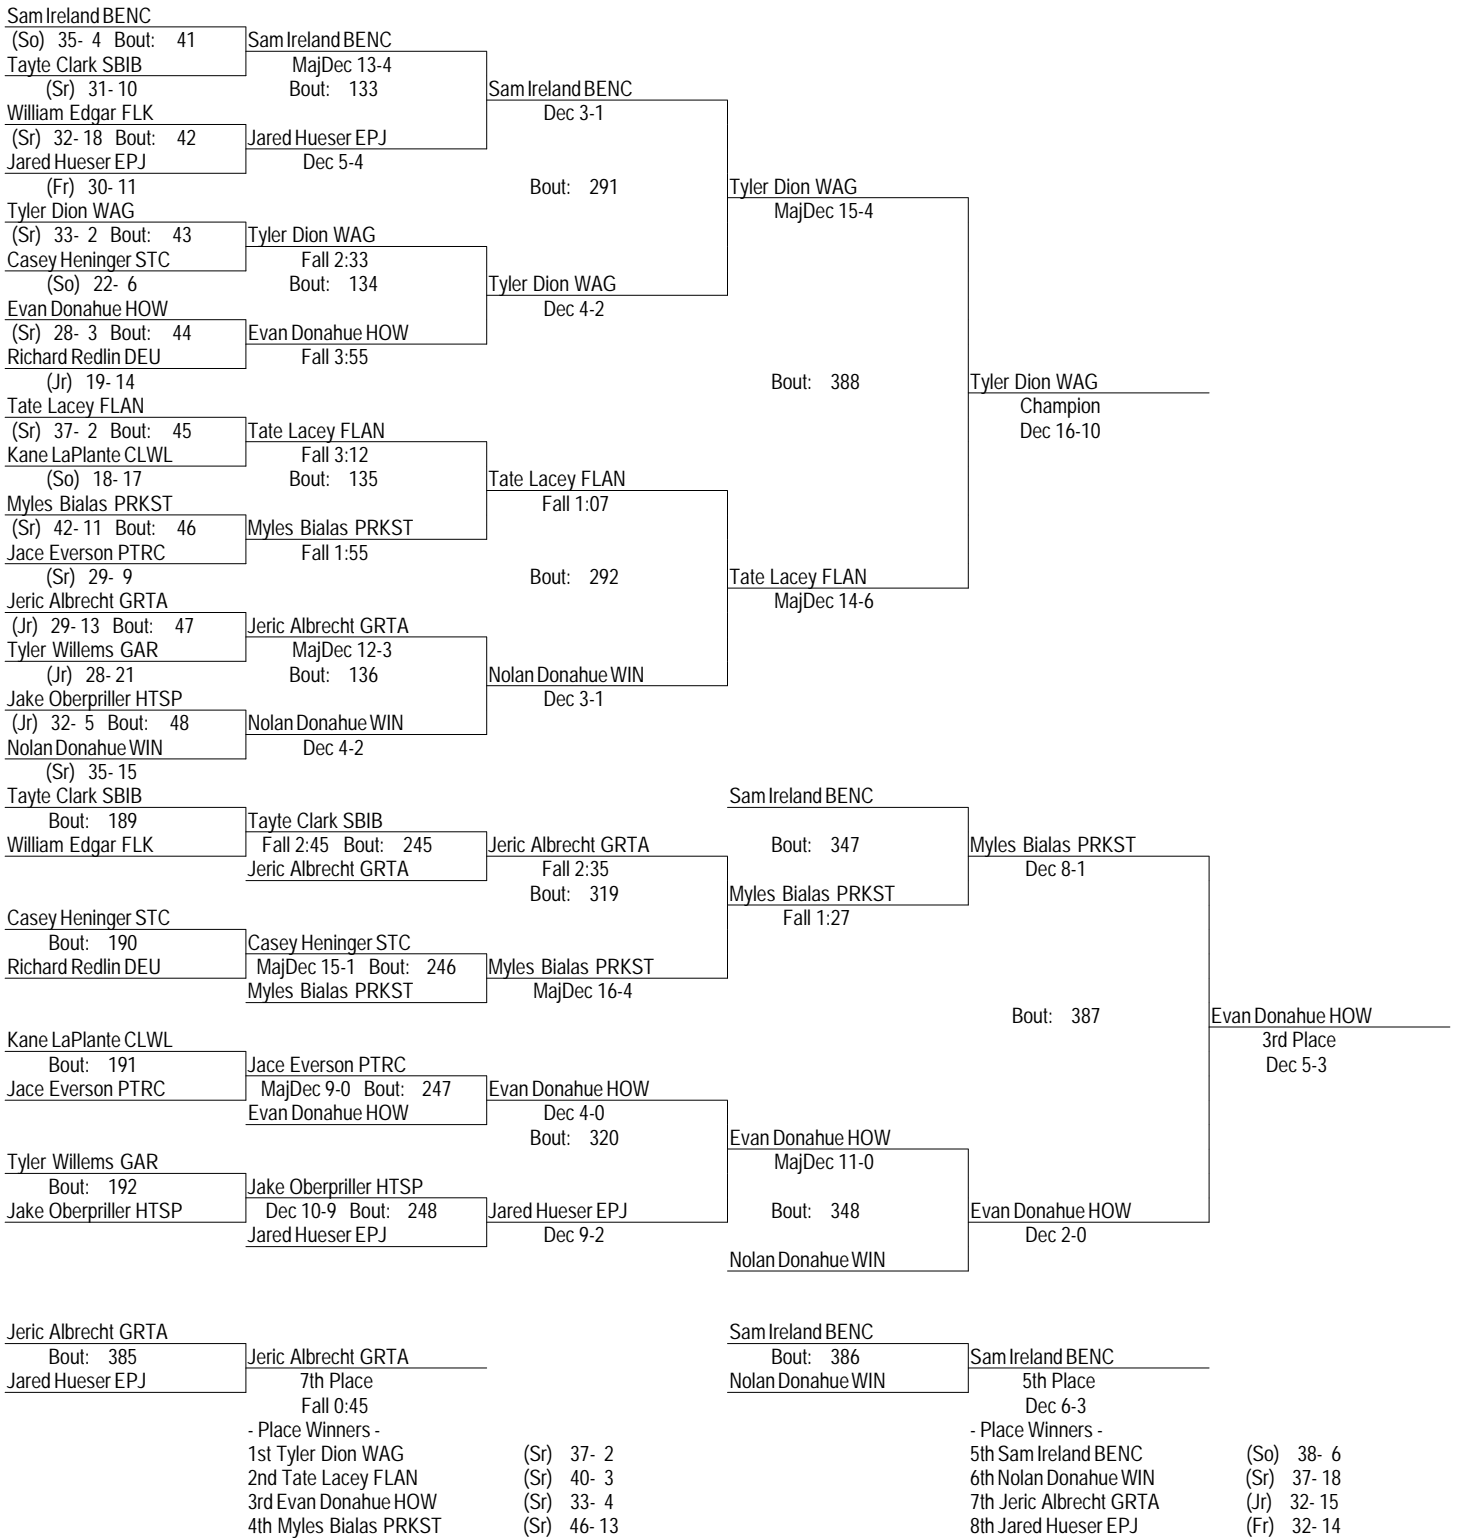 Sam Ireland BENC
(So) 35- 4 Bout: 41 Sam Ireland BENC
Tayte Clark SBIB MajDec 13-4
(Sr) 31- 10 Bout: 133 Sam Ireland BENC
William Edgar FLK Dec 3-1
(Sr) 32- 18 Bout: 42 Jared Hueser EPJ
Jared Hueser EPJ Dec 5-4
(Fr) 30- 11 Bout: 291 Tyler Dion WAG
Tyler Dion WAG MajDec 15-4
(Sr) 33- 2 Bout: 43 Tyler Dion WAG
Casey Heninger STC Fall 2:33
(So) 22- 6 Bout: 134 Tyler Dion WAG
Evan Donahue HOW Dec 4-2
(Sr) 28- 3 Bout: 44 Evan Donahue HOW
Richard Redlin DEU Fall 3:55
(Jr) 19- 14 Bout: 388 Tyler Dion WAG
Tate Lacey FLAN Champion
(Sr) 37- 2 Bout: 45 Tate Lacey FLAN Dec 16-10
Kane LaPlante CLWL Fall 3:12
(So) 18- 17 Bout: 135 Tate Lacey FLAN
Myles Bialas PRKST Fall 1:07
(Sr) 42- 11 Bout: 46 Myles Bialas PRKST
Jace Everson PTRC Fall 1:55
(Sr) 29- 9 Bout: 292 Tate Lacey FLAN
Jeric Albrecht GRTA MajDec 14-6
(Jr) 29- 13 Bout: 47 Jeric Albrecht GRTA
Tyler Willems GAR MajDec 12-3
(Jr) 28- 21 Bout: 136 Nolan Donahue WIN
Jake Oberpriller HTSP Dec 3-1
(Jr) 32- 5 Bout: 48 Nolan Donahue WIN
Nolan Donahue WIN Dec 4-2
(Sr) 35- 15
Tayte Clark SBIB Sam Ireland BENC
Bout: 189 Tayte Clark SBIB
William Edgar FLK Fall 2:45 Bout: 245 Jeric Albrecht GRTA Bout: 347 Myles Bialas PRKST
Jeric Albrecht GRTA Fall 2:35 Dec 8-1
Bout: 319 Myles Bialas PRKST
Casey Heninger STC Fall 1:27
Bout: 190 Casey Heninger STC
Richard Redlin DEU MajDec 15-1 Bout: 246 Myles Bialas PRKST
Myles Bialas PRKST MajDec 16-4
Bout: 387 Evan Donahue HOW
Kane LaPlante CLWL 3rd Place
Bout: 191 Jace Everson PTRC Dec 5-3
Jace Everson PTRC MajDec 9-0 Bout: 247 Evan Donahue HOW
Evan Donahue HOW Dec 4-0
Bout: 320 Evan Donahue HOW
Tyler Willems GAR MajDec 11-0
Bout: 192 Jake Oberpriller HTSP
Jake Oberpriller HTSP Dec 10-9 Bout: 248 Jared Hueser EPJ Bout: 348 Evan Donahue HOW
Jared Hueser EPJ Dec 9-2 Dec 2-0
Nolan Donahue WIN
Jeric Albrecht GRTA Sam Ireland BENC
Bout: 385 Jeric Albrecht GRTA Bout: 386 Sam Ireland BENC
Jared Hueser EPJ 7th Place Nolan Donahue WIN 5th Place
Fall 0:45 Dec 6-3
- Place Winners - - Place Winners -
1st Tyler Dion WAG (Sr) 37- 2 5th Sam Ireland BENC (So) 38- 6
2nd Tate Lacey FLAN (Sr) 40- 3 6th Nolan Donahue WIN (Sr) 37- 18
3rd Evan Donahue HOW (Sr) 33- 4 7th Jeric Albrecht GRTA (Jr) 32- 15
4th Myles Bialas PRKST (Sr) 46- 13 8th Jared Hueser EPJ (Fr) 32- 14